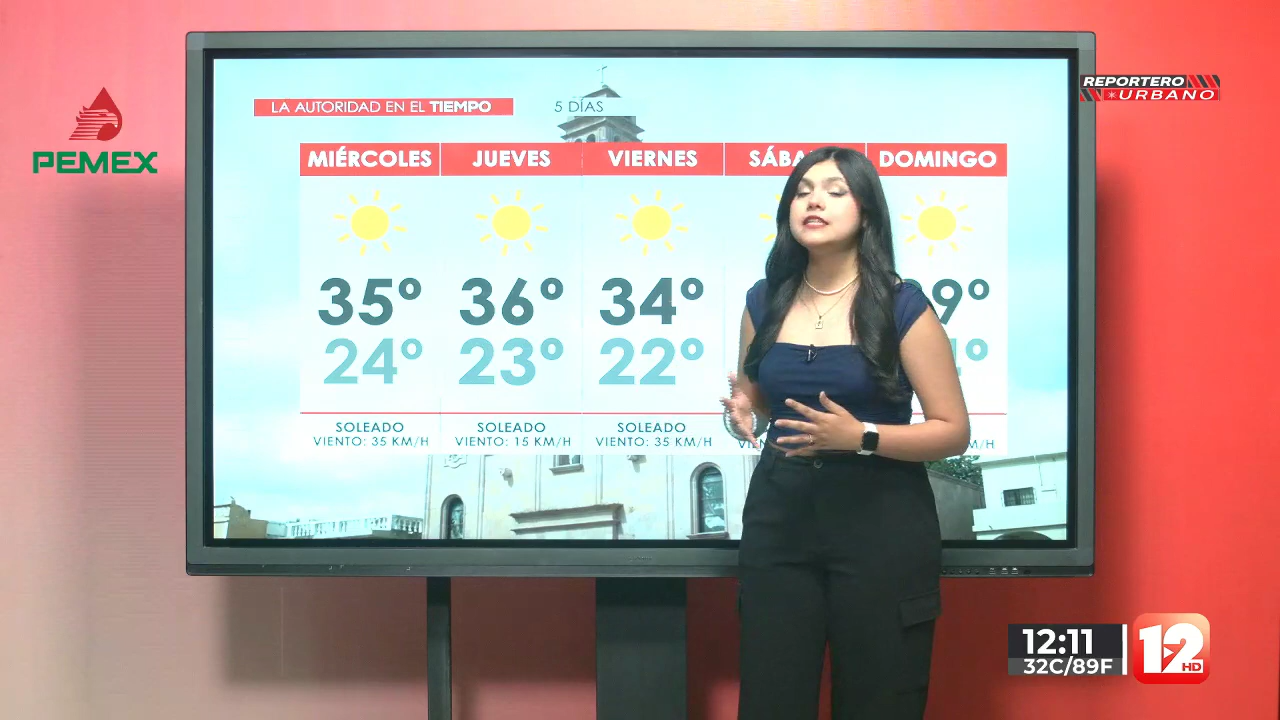 LA AUTORIDAD EN EL TIEMPO
5 DÍAS
REPORTERO
URBANO
PEMEX
MIÉRCOLES JUEVES VIERNES DOMINGO
35° 36° 34°
24° 23° 22°
SOLEADO SOLEADO SOLEADO
VIENTO: 35 KM/H VIENTO: 15 KM/H VIENTO: 35 KM/H
12:11
32C/89F
12
HD